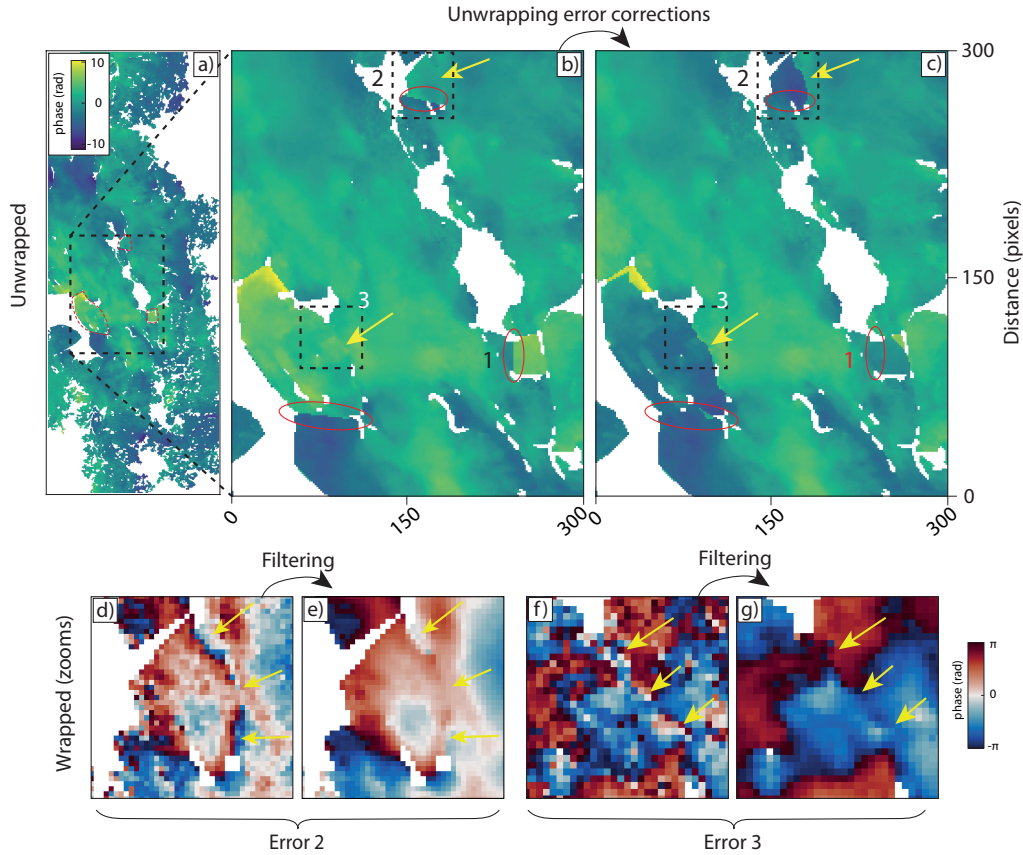 Unwrapping error corrections
a)
b)
c)
phase (rad)
10
0
-10
2
2
3
3
1
1
Unwrapped
300
150
0
Distance (pixels)
0
150
300
0
150
300
Filtering
Filtering
d)
e)
f)
g)
Wrapped (zooms)
phase (rad)
π
0
-π
Error 2
Error 3